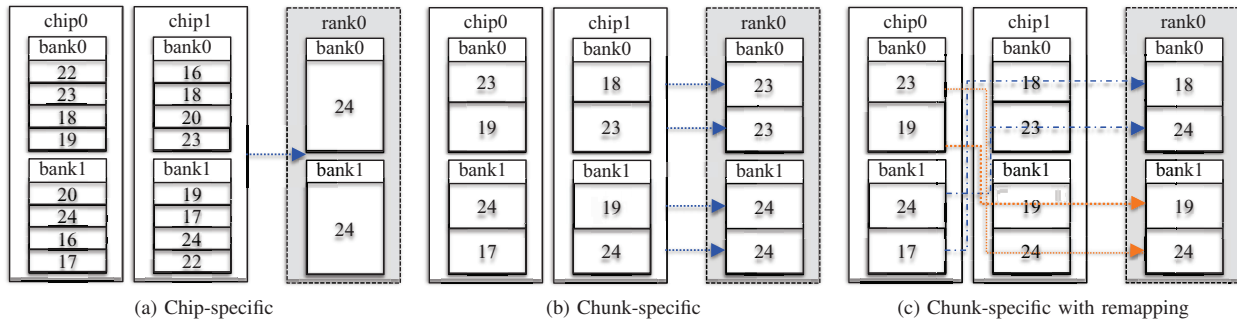 chip0
bank0
22
23
18
19
bank1
20
24
16
17
chip1
bank0
16
18
20
23
bank1
19
17
24
22
rank0
bank0
24
bank1
24
(a) Chip-specific
chip0
bank0
23
19
bank1
24
17
chip1
bank0
18
23
bank1
19
24
rank0
bank0
23
23
bank1
24
24
(b) Chunk-specific
chip0
bank0
23
19
bank1
24
17
chip1
bank0
18
23
bank1
19
24
rank0
bank0
18
24
bank1
19
24
(c) Chunk-specific with remapping